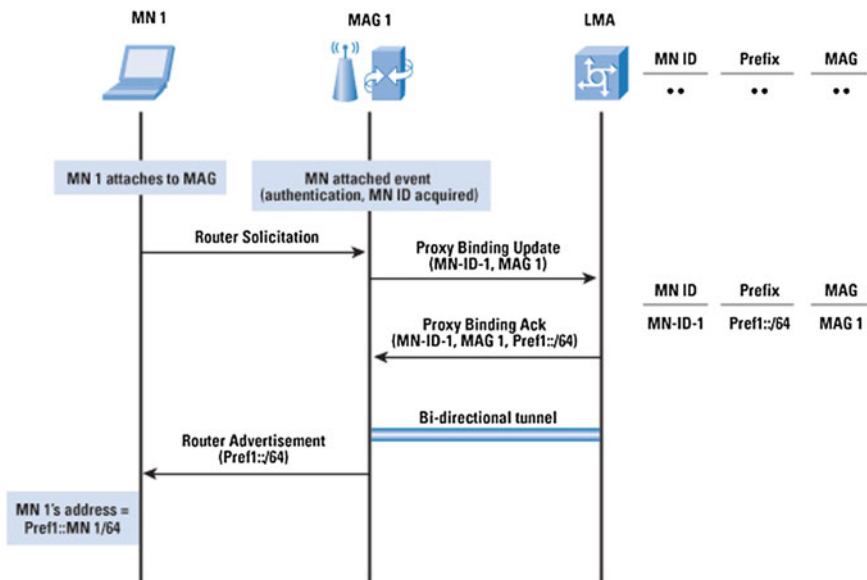 MN 1
MAG 1
LMA
MN ID Prefix MAG
•• •• ••
MN 1 attaches to MAG
MN attached event
(authentication, MN ID acquired)
Router Solicitation
Proxy Binding Update
(MN-ID-1, MAG 1)
MN ID Prefix MAG
MN-ID-1 Pref1::/64 MAG 1
Proxy Binding Ack
(MN-ID-1, MAG 1, Pref1::/64)
Bi-directional tunnel
Router Advertisement
(Pref1::/64)
MN 1's address =
Pref1::MN 1/64